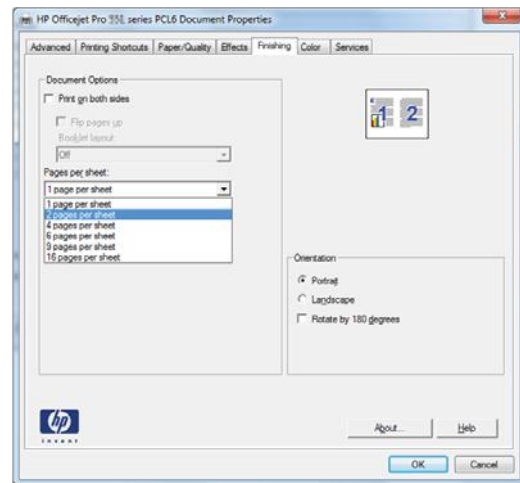 HP Officejet Pro series PCL6 Document Properties
Advanced Printing Shortcuts Paper/Quality Effects Finishing Color Services
Document Options
Print on both sides
Flip pages up
Booklet layout:
Off
Pages per sheet:
1 page per sheet
1 page per sheet
2 pages per sheet
4 pages per sheet
6 pages per sheet
9 pages per sheet
16 pages per sheet
1 2
Orientation
Portrait
Landscape
Rotate by 180 degrees
hp
invent
About...
Help
OK
Cancel